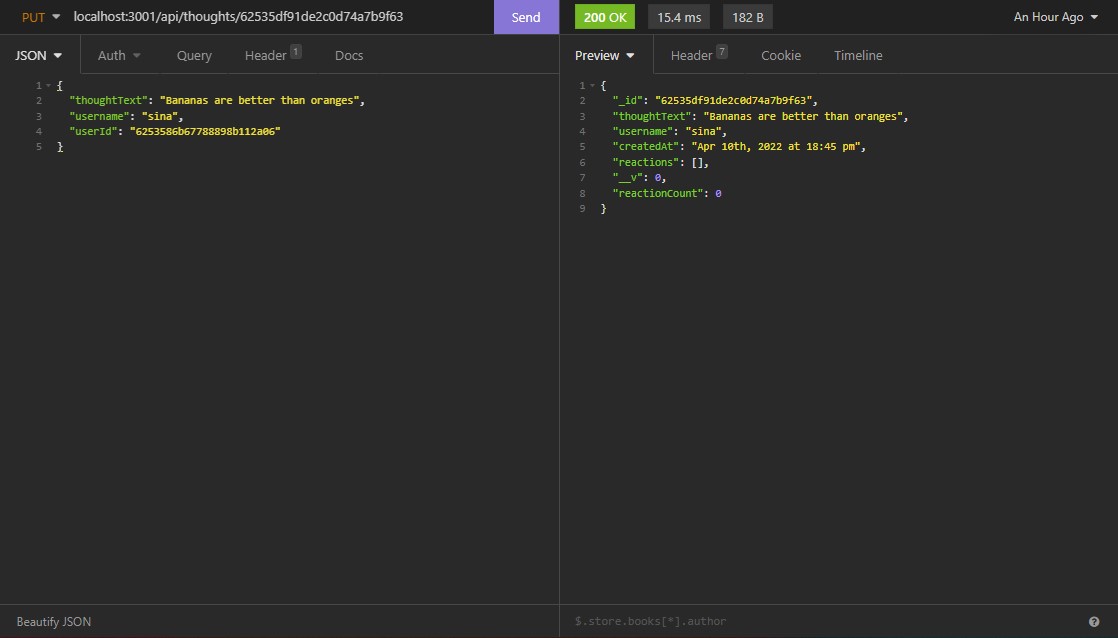 PUT localhost:3001/api/thoughts/62535df91de2c0d74a7b9f63 Send 200 OK 15.4 ms 182 B An Hour Ago
JSON Auth Query Header 1 Docs Preview Header 7 Cookie Timeline
1 {
2 "thoughtText": "Bananas are better than oranges",
3 "username": "sina",
4 "userId": "6253586b67788898b112a06"
5 }
1 {
2 "_id": "62535df91de2c0d74a7b9f63",
3 "thoughtText": "Bananas are better than oranges",
4 "username": "sina",
5 "createdAt": "Apr 10th, 2022 at 18:45 pm",
6 "reactions": [],
7 "__v": 0,
8 "reactionCount": 0
9 }
Beautify JSON $.store.books[*].author ?